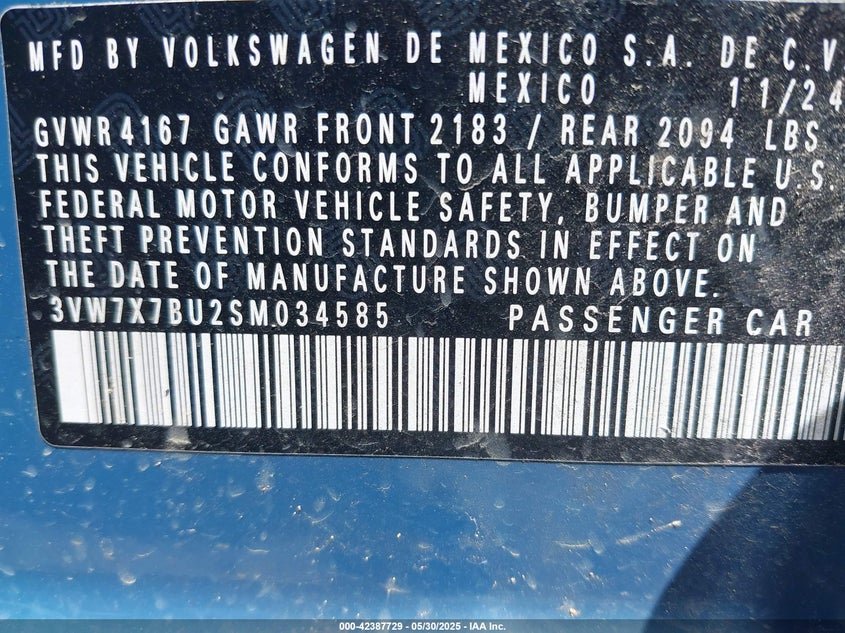 MFD BY VOLKSWAGEN DE MEXICO S.A. DE C.V
MEXICO 11/24
GVWR 4167 GAWR FRONT 2183 / REAR 2094 LBS
THIS VEHICLE CONFORMS TO ALL APPLICABLE U.S.
FEDERAL MOTOR VEHICLE SAFETY, BUMPER AND
THEFT PREVENTION STANDARDS IN EFFECT ON
THE DATE OF MANUFACTURE SHOWN ABOVE.
3VW7X7BU2SM034585 PASSENGER CAR
000-42387729 - 05/30/2025 - IAA Inc.